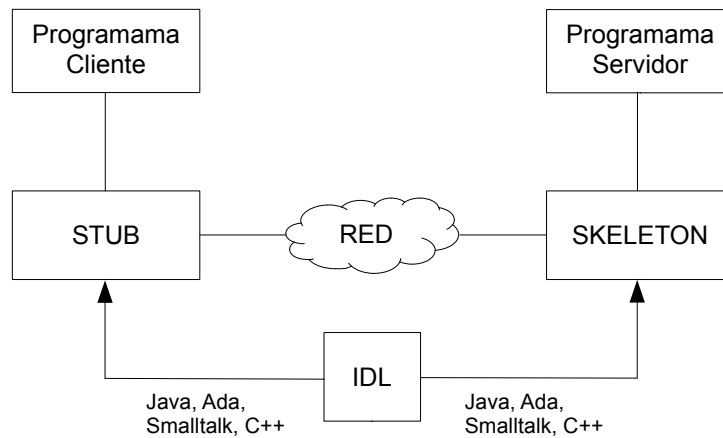 Programama
Cliente
Programama
Servidor
STUB
RED
SKELETON
IDL
Java, Ada,
Smalltalk, C++
Java, Ada,
Smalltalk, C++